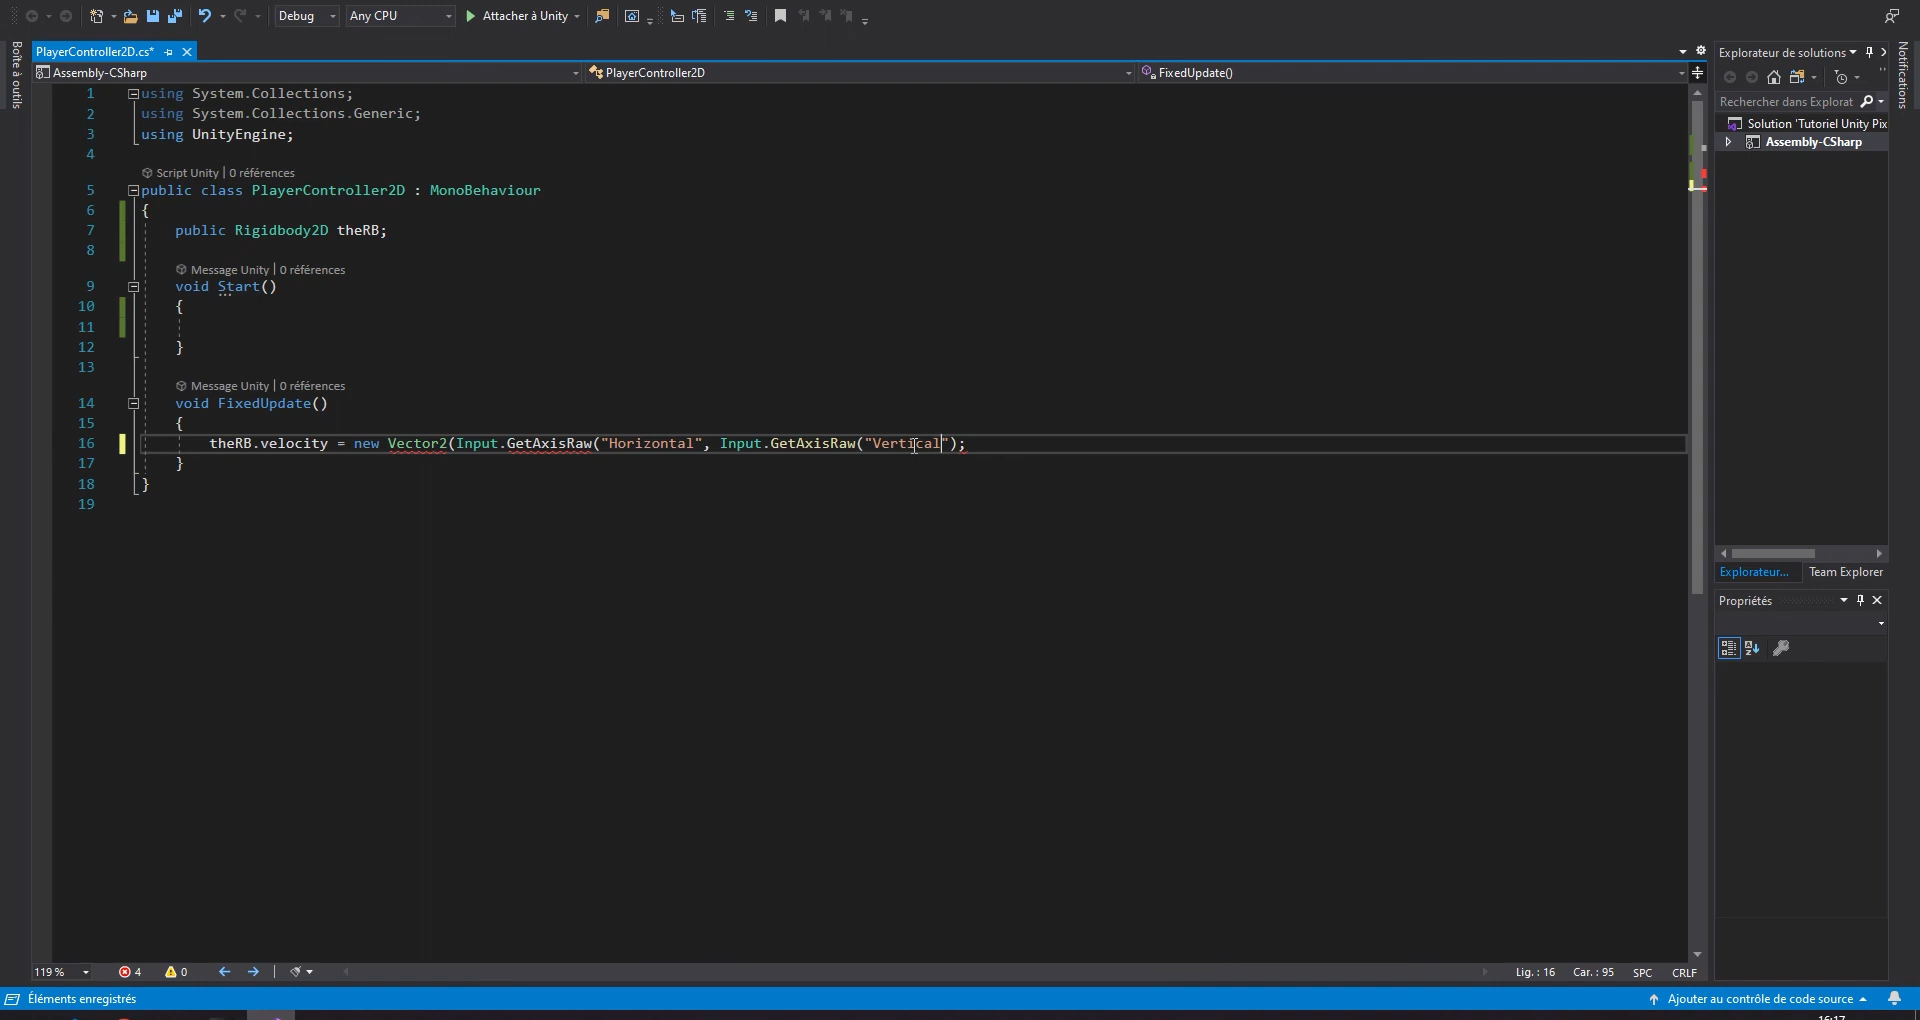 Debug
Any CPU
Attacher à Unity
PlayerController2D.cs*
Assembly-CSharp
PlayerController2D
FixedUpdate()
Boîte à outils
1 using System.Collections;
2 using System.Collections.Generic;
3 using UnityEngine;
4
Script Unity | 0 références
5 public class PlayerController2D : MonoBehaviour
6 {
7 public Rigidbody2D theRB;
8
Message Unity | 0 références
9 void Start()
10 {
11
12 }
13
Message Unity | 0 références
14 void FixedUpdate()
15 {
16 theRB.velocity = new Vector2(Input.GetAxisRaw("Horizontal", Input.GetAxisRaw("Vertical");
17 }
18 }
19
Explorateur de solutions
Rechercher dans Explorat
Solution 'Tutoriel Unity Pix
Assembly-CSharp
Explorateur...
Team Explorer
Propriétés
Notifications
119 %
4
0
Lig. : 16
Car. : 95
SPC
CRLF
Éléments enregistrés
Ajouter au contrôle de code source